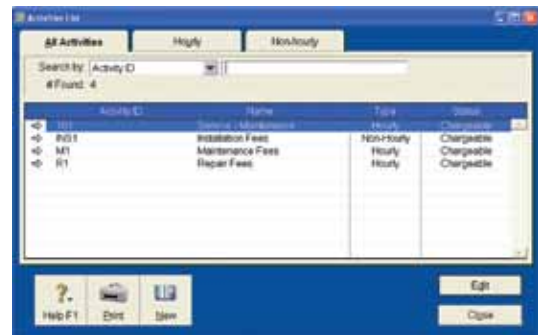 Activities List
All Activities Hourly Non-hourly
Search by: Activity ID
# Found: 4
Activity ID Name Type Status
Hourly Chargeable
INS1 Installation Fees Non-Hourly Chargeable
M1 Maintenance Fees Hourly Chargeable
R1 Repair Fees Hourly Chargeable
Edit
Help F1 Print New Close